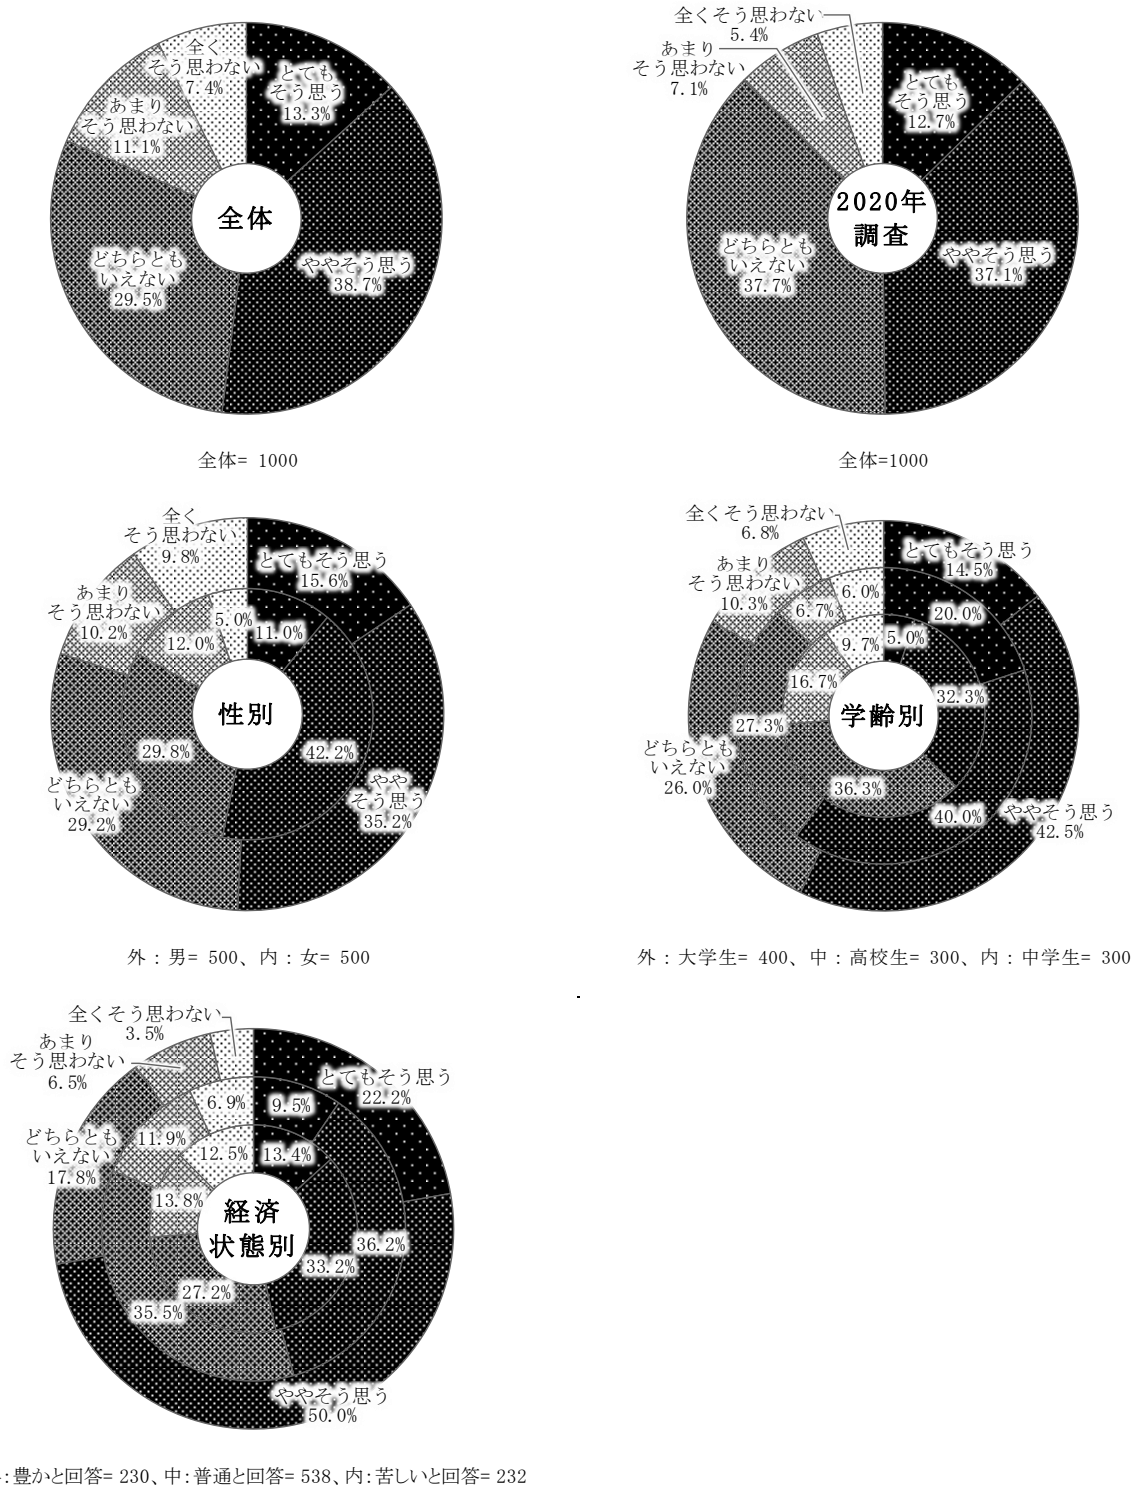 全く
そう思わない
7.4%
とても
そう思う
13.3%
あまり
そう思わない
11.1%
全体
どちらとも
いえない
29.5%
ややそう思う
38.7%
全体= 1000
全くそう思わない
5.4%
あまり
そう思わない
7.1%
とても
そう思う
12.7%
2020年
調査
どちらとも
いえない
37.7%
ややそう思う
37.1%
全体=1000
全く
そう思わない
9.8%
とてもそう思う
15.6%
あまり
そう思わない
10.2%
12.0%
5.0%
11.0%
性別
29.8%
42.2%
どちらとも
いえない
29.2%
やや
そう思う
35.2%
外：男= 500、内：女= 500
全くそう思わない
6.8%
とてもそう思う
14.5%
あまり
そう思わない
10.3%
6.7%
6.0%
20.0%
9.7%
5.0%
16.7%
32.3%
学齢別
27.3%
どちらとも
いえない
26.0%
36.3%
40.0%
ややそう思う
42.5%
外：大学生= 400、中：高校生= 300、内：中学生= 300
全くそう思わない
3.5%
あまり
そう思わない
6.5%
とてもそう思う
22.2%
6.9%
9.5%
どちらとも
いえない
17.8%
11.9%
12.5%
13.4%
13.8%
経済
状態別
36.2%
33.2%
27.2%
35.5%
ややそう思う
50.0%
:豊かと回答= 230、中:普通と回答= 538、内:苦しいと回答= 232